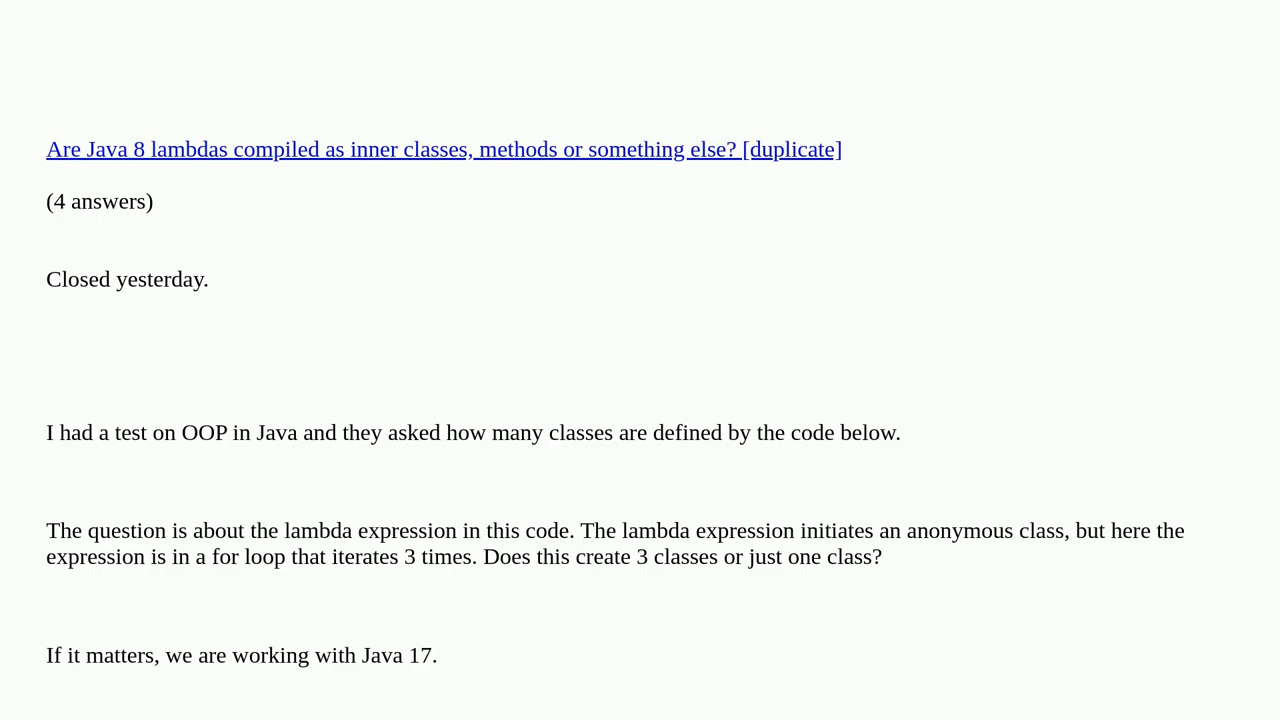 Are Java 8 lambdas compiled as inner classes, methods or something else? [duplicate]
(4 answers)
Closed yesterday.
I had a test on OOP in Java and they asked how many classes are defined by the code below.
The question is about the lambda expression in this code. The lambda expression initiates an anonymous class, but here the
expression is in a for loop that iterates 3 times. Does this create 3 classes or just one class?
If it matters, we are working with Java 17.